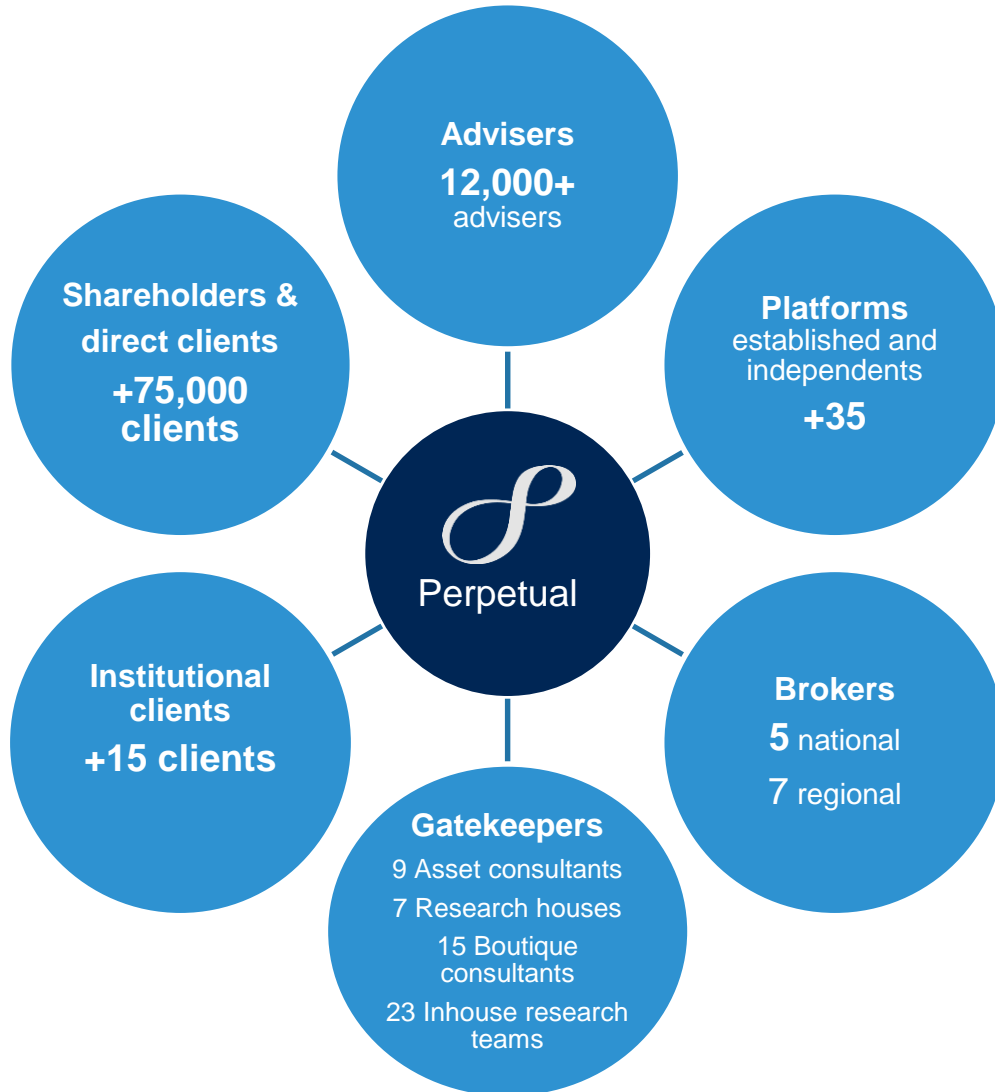 Advisers
12,000+
advisers
Shareholders &
direct clients
+75,000
clients
Platforms
established and
independents
+35
Perpetual
Institutional
clients
+15 clients
Brokers
5 national
7 regional
Gatekeepers
9 Asset consultants
7 Research houses
15 Boutique
consultants
23 Inhouse research
teams